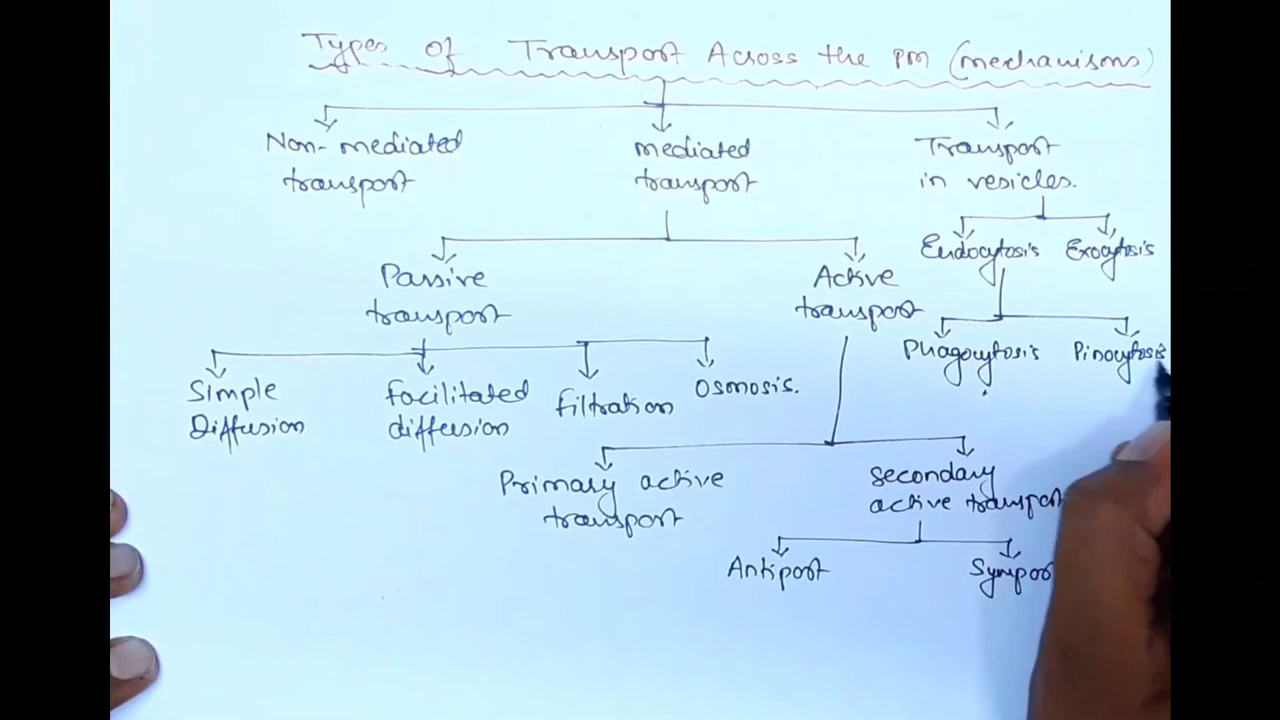 Types of Transport Across the PM (mechanisms)
Non-mediated
transport
mediated
transport
Transport
in vesicles.
Endocytosis
Exocytosis
Passive
transport
Active
transport
Phagocytosis
Pinocytosis
Simple
Diffusion
facilitated
diffusion
filtration
Osmosis.
Primary active
transport
Secondary
active transport
Antiport
Sympor